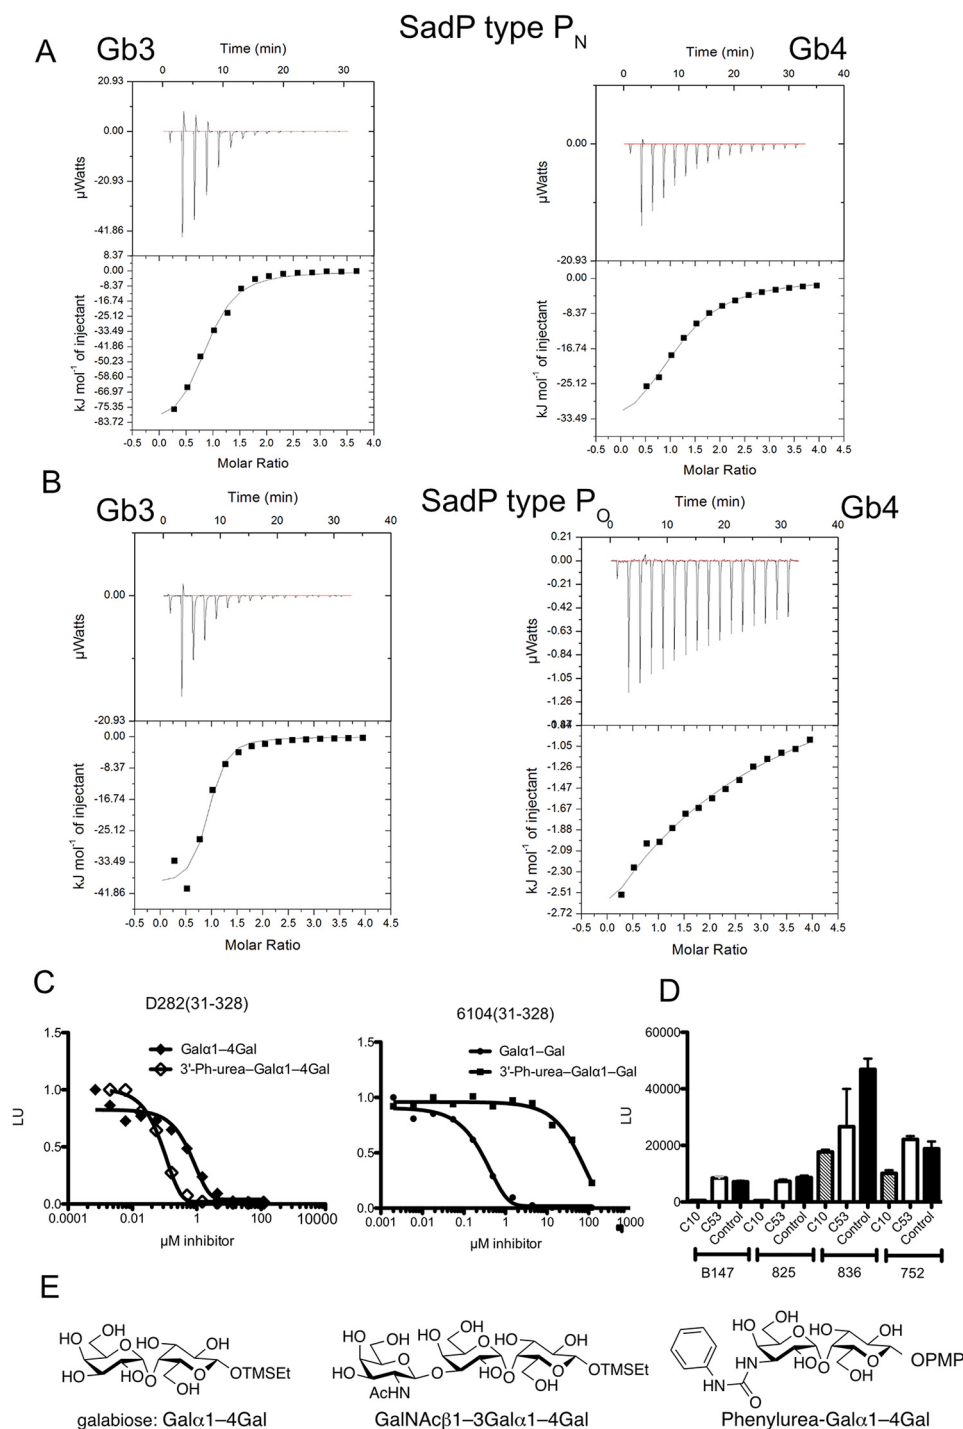 SadP type P_N
A
Gb3
Gb4
Time (min)
0 10 20 30
20.93
0.00
-20.93
-41.86
8.37
µWatts
0.00
-8.37
-16.74
-25.12
-33.49
-41.86
-50.23
-58.60
-66.97
-75.35
-83.72
kJ mol⁻¹ of injectant
-0.5 0.0 0.5 1.0 1.5 2.0 2.5 3.0 3.5 4.0
Molar Ratio
Time (min)
0 10 20 30 40
0.00
-20.93
µWatts
0.00
-8.37
-16.74
-25.12
-33.49
kJ mol⁻¹ of injectant
-0.5 0.0 0.5 1.0 1.5 2.0 2.5 3.0 3.5 4.0 4.5
Molar Ratio
B
SadP type P_O
Gb3
Gb4
Time (min)
0 10 20 30 40
0.00
-20.93
µWatts
0.00
-8.37
-16.74
-25.12
-33.49
-41.86
kJ mol⁻¹ of injectant
-0.5 0.0 0.5 1.0 1.5 2.0 2.5 3.0 3.5 4.0 4.5
Molar Ratio
Time (min)
0 10 20 30 40
0.21
0.00
-0.21
-0.42
-0.63
-0.84
-1.05
-1.26
µWatts
-1.05
-1.26
-1.47
-1.67
-1.88
-2.09
-2.30
-2.51
-2.72
kJ mol⁻¹ of injectant
-0.5 0.0 0.5 1.0 1.5 2.0 2.5 3.0 3.5 4.0 4.5
Molar Ratio
C
D282(31-328)
Galα1–4Gal
3'-Ph-urea–Galα1–4Gal
LU
1.5
1.0
0.5
0.0
0.0001 0.01 1 100 10000
µM inhibitor
6104(31-328)
Galα1–Gal
3'-Ph-urea–Galα1–Gal
1.5
1.0
0.5
0.0
0.001 0.01 0.1 1 10 100 1000
µM inhibitor
D
LU
60000
40000
20000
0
C10 C53 Control C10 C53 Control C10 C53 Control C10 C53 Control
B147 825 836 752
E
HO OH HO OH O HO HO O O OH HO OTMSEt
galabiose: Galα1–4Gal
HO OH HO OH HO OH O HO AcHN O O HO O O OH HO OTMSEt
GalNAcβ1–3Galα1–4Gal
HO OH HO OH O HN NH O HO O O OH HO OPMP
Phenylurea-Galα1–4Gal